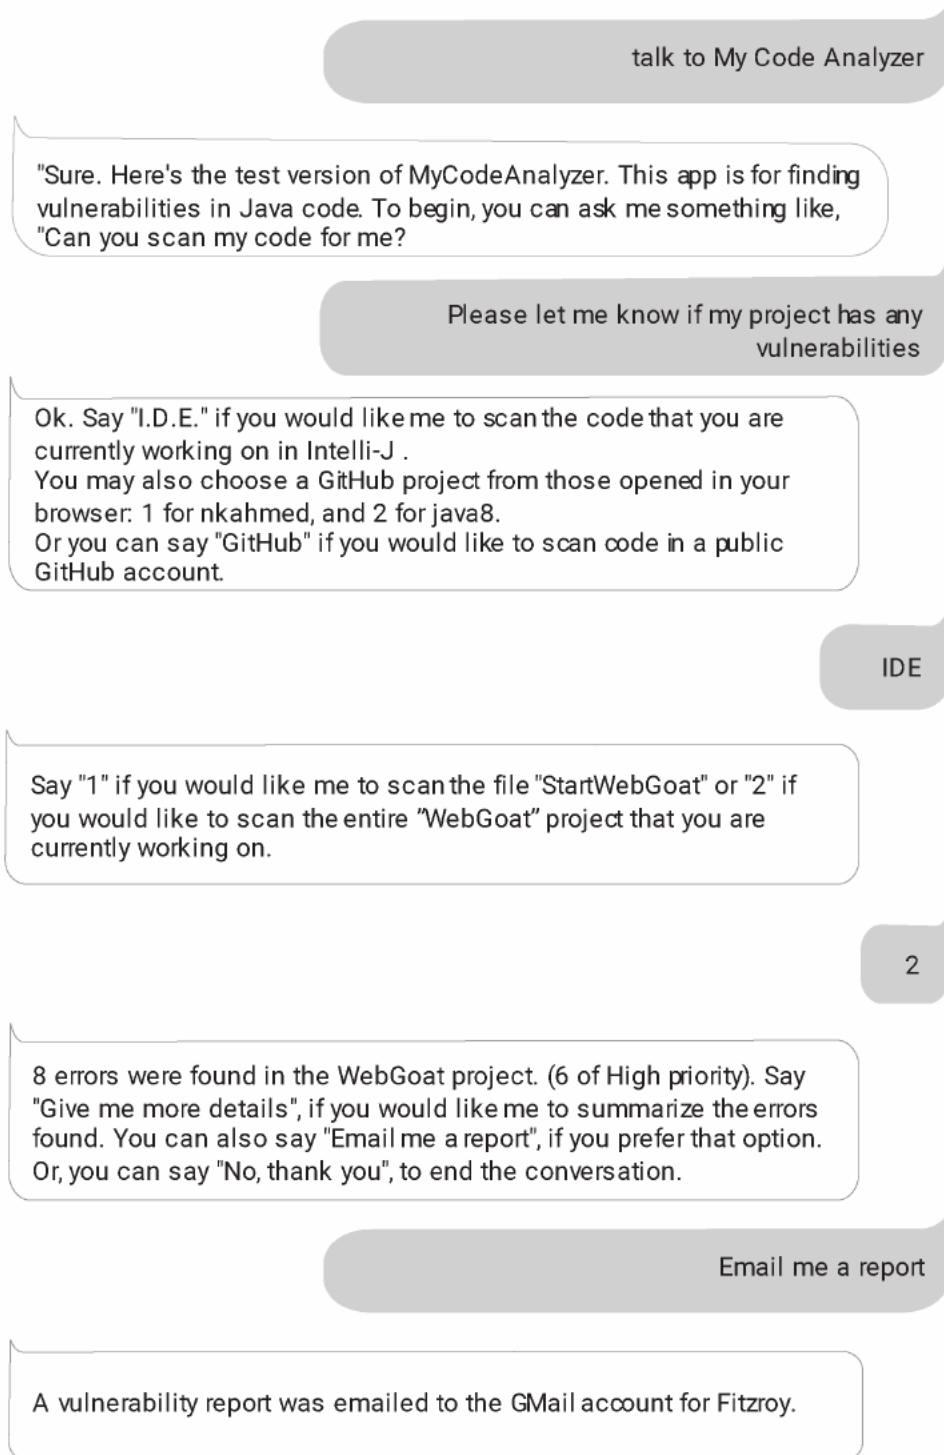 talk to My Code Analyzer
"Sure. Here's the test version of MyCodeAnalyzer. This app is for finding
vulnerabilities in Java code. To begin, you can ask me something like,
"Can you scan my code for me?
Please let me know if my project has any
vulnerabilities
Ok. Say "I.D.E." if you would like me to scan the code that you are
currently working on in Intelli-J .
You may also choose a GitHub project from those opened in your
browser: 1 for nkahmed, and 2 for java8.
Or you can say "GitHub" if you would like to scan code in a public
GitHub account.
IDE
Say "1" if you would like me to scan the file "StartWebGoat" or "2" if
you would like to scan the entire ”WebGoat” project that you are
currently working on.
2
8 errors were found in the WebGoat project. (6 of High priority). Say
"Give me more details", if you would like me to summarize the errors
found. You can also say "Email me a report", if you prefer that option.
Or, you can say "No, thank you", to end the conversation.
Email me a report
A vulnerability report was emailed to the GMail account for Fitzroy.